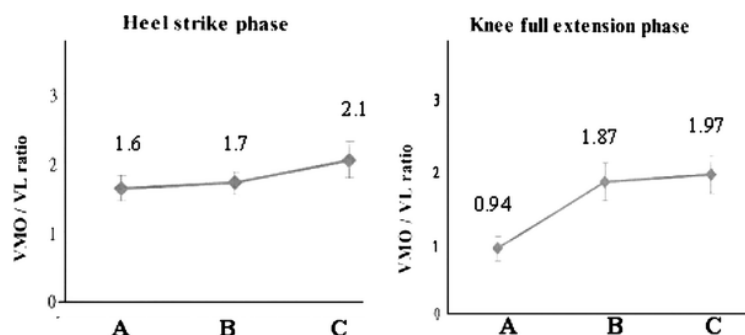 Heel strike phase
VMO / VL ratio
3
2
1
0
1.6
1.7
2.1
A B C
Knee full extension phase
VMO / VL ratio
3
2
1
0
0.94
1.87
1.97
A B C